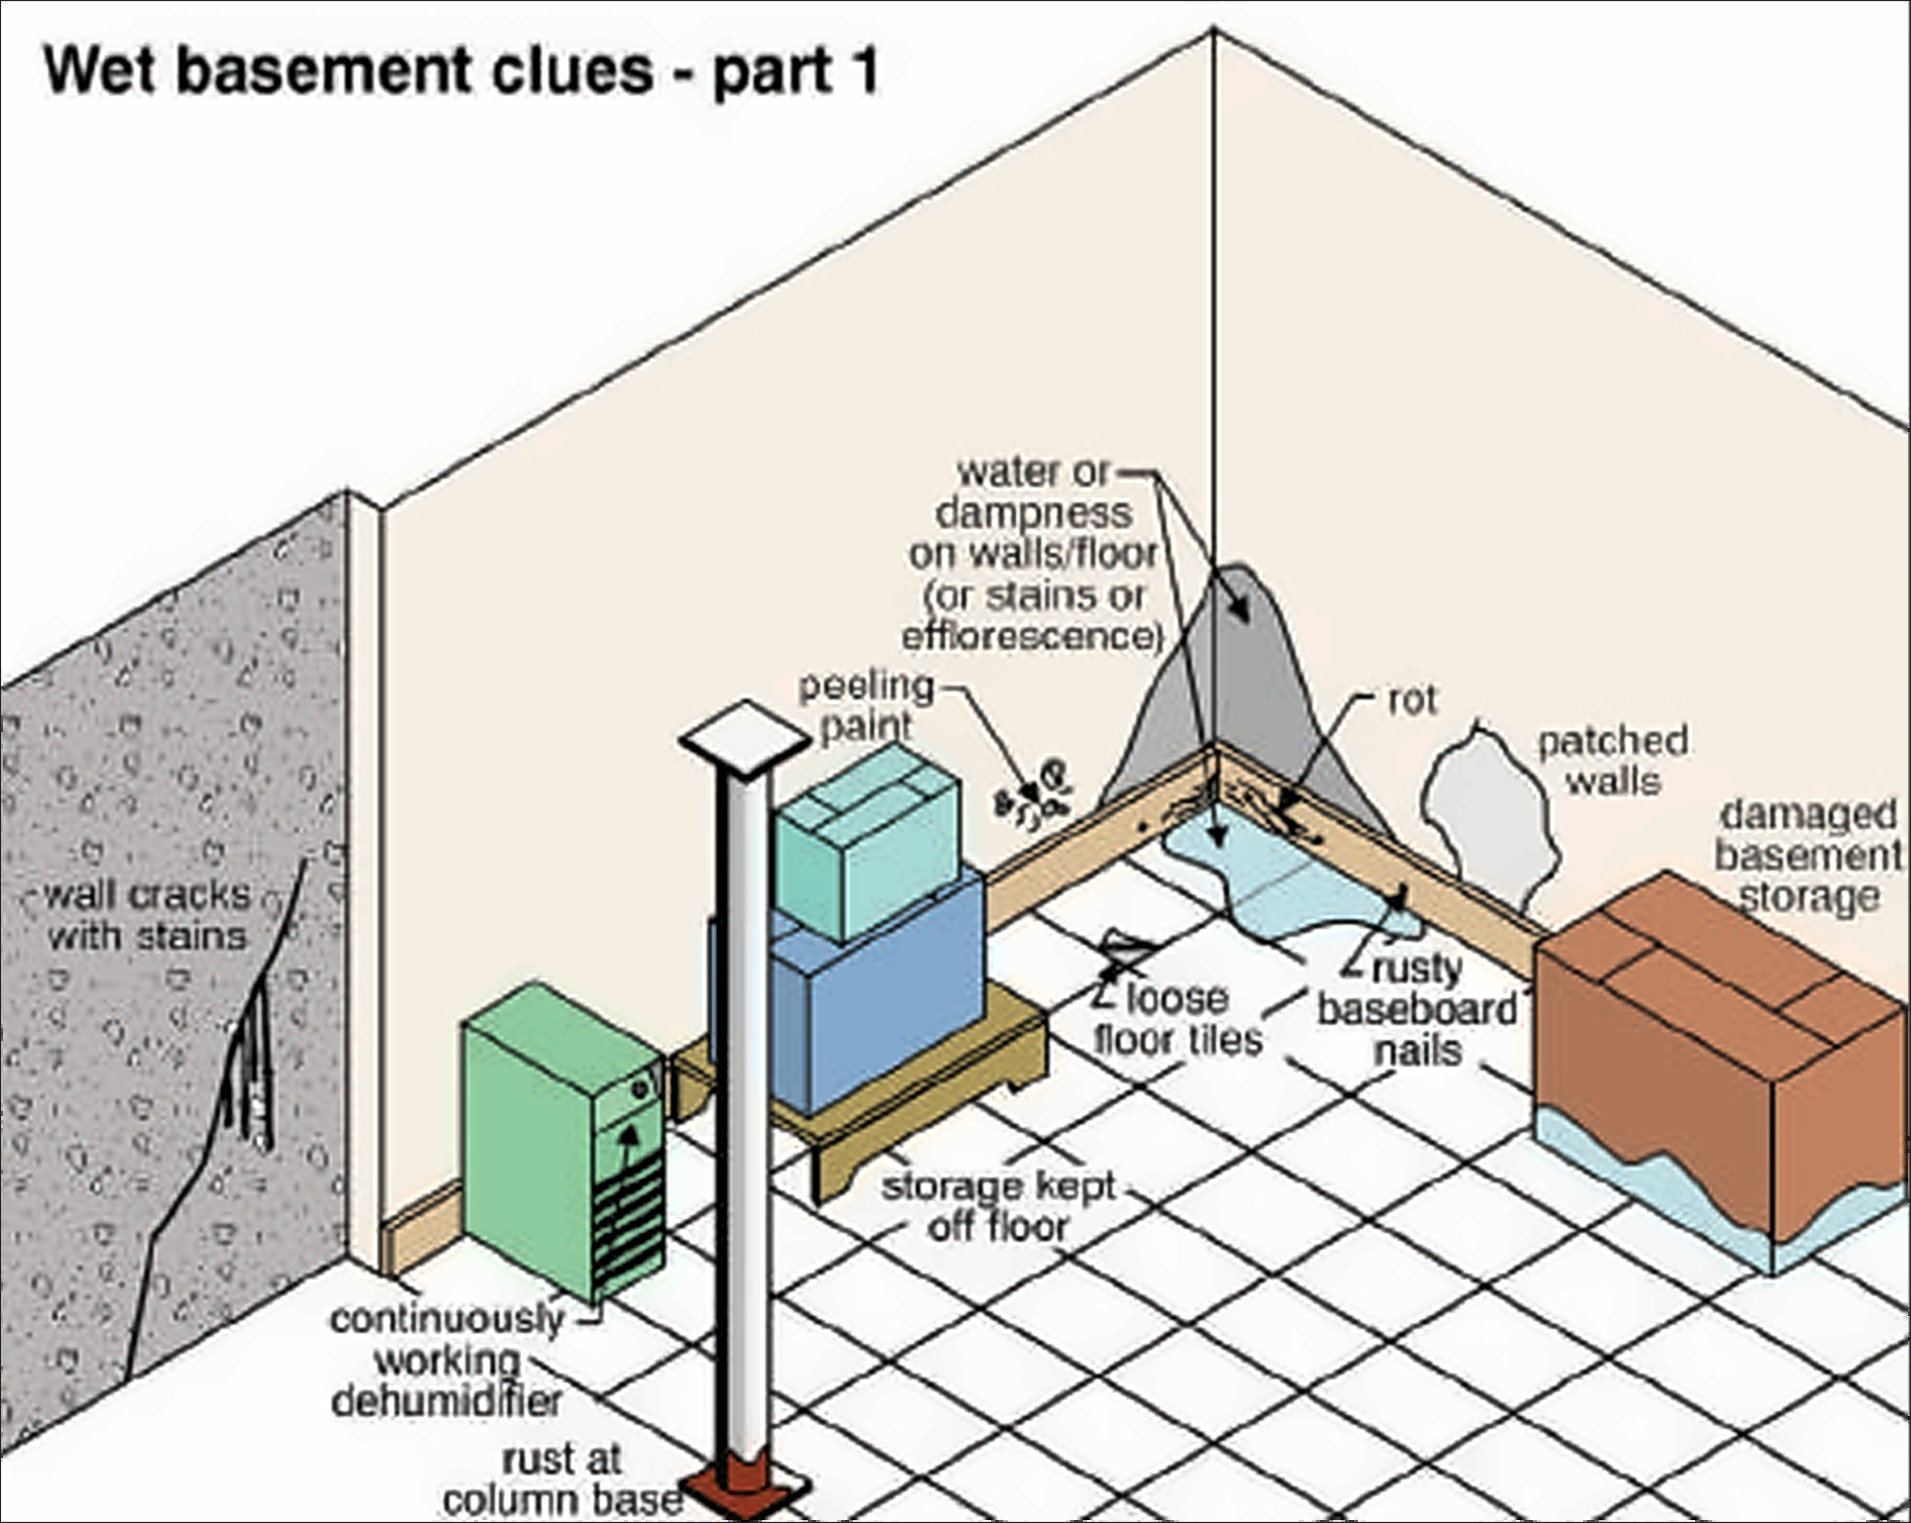 Wet basement clues - part 1
water or
dampness
on walls/floor
(or stains or
efflorescence)
peeling
paint
rot
patched
walls
damaged
basement
storage
wall cracks
with stains
rusty
baseboard
nails
loose
floor tiles
storage kept
off floor
continuously
working
dehumidifier
rust at
column base